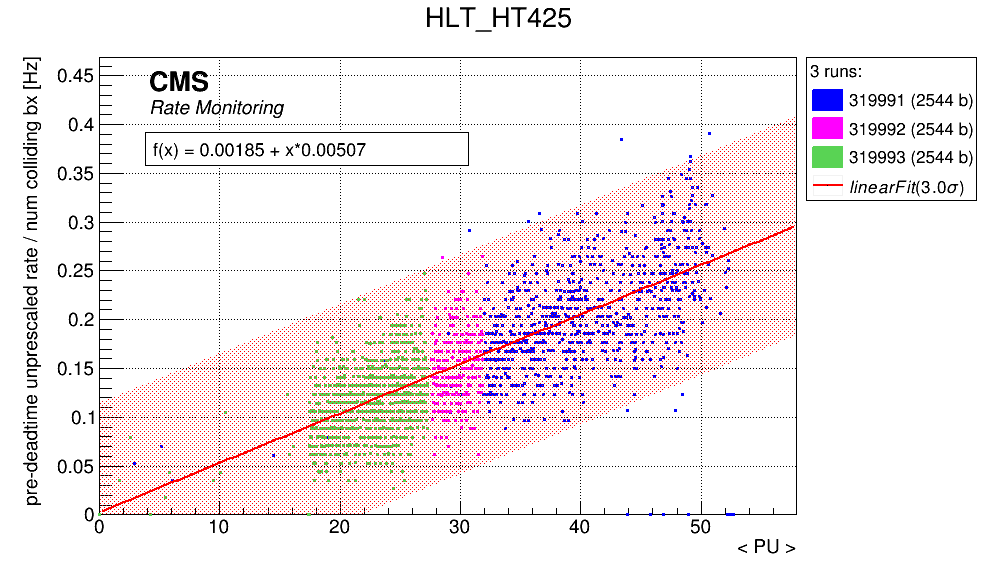 HLT_HT425
pre-deadtime unprescaled rate / num colliding bx [Hz]
0.45
0.4
0.35
0.3
0.25
0.2
0.15
0.1
0.05
0
CMS
Rate Monitoring
f(x) = 0.00185 + x*0.00507
0 10 20 30 40 50
< PU >
3 runs:
319991 (2544 b)
319992 (2544 b)
319993 (2544 b)
linearFit(3.0σ)